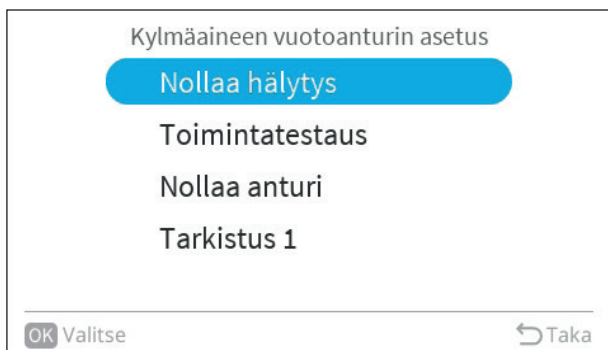 Kylmäaineen vuotoanturin asetus
Nollaa hälytys
Toimintatestaus
Nollaa anturi
Tarkistus 1
OK Valitse
Taka